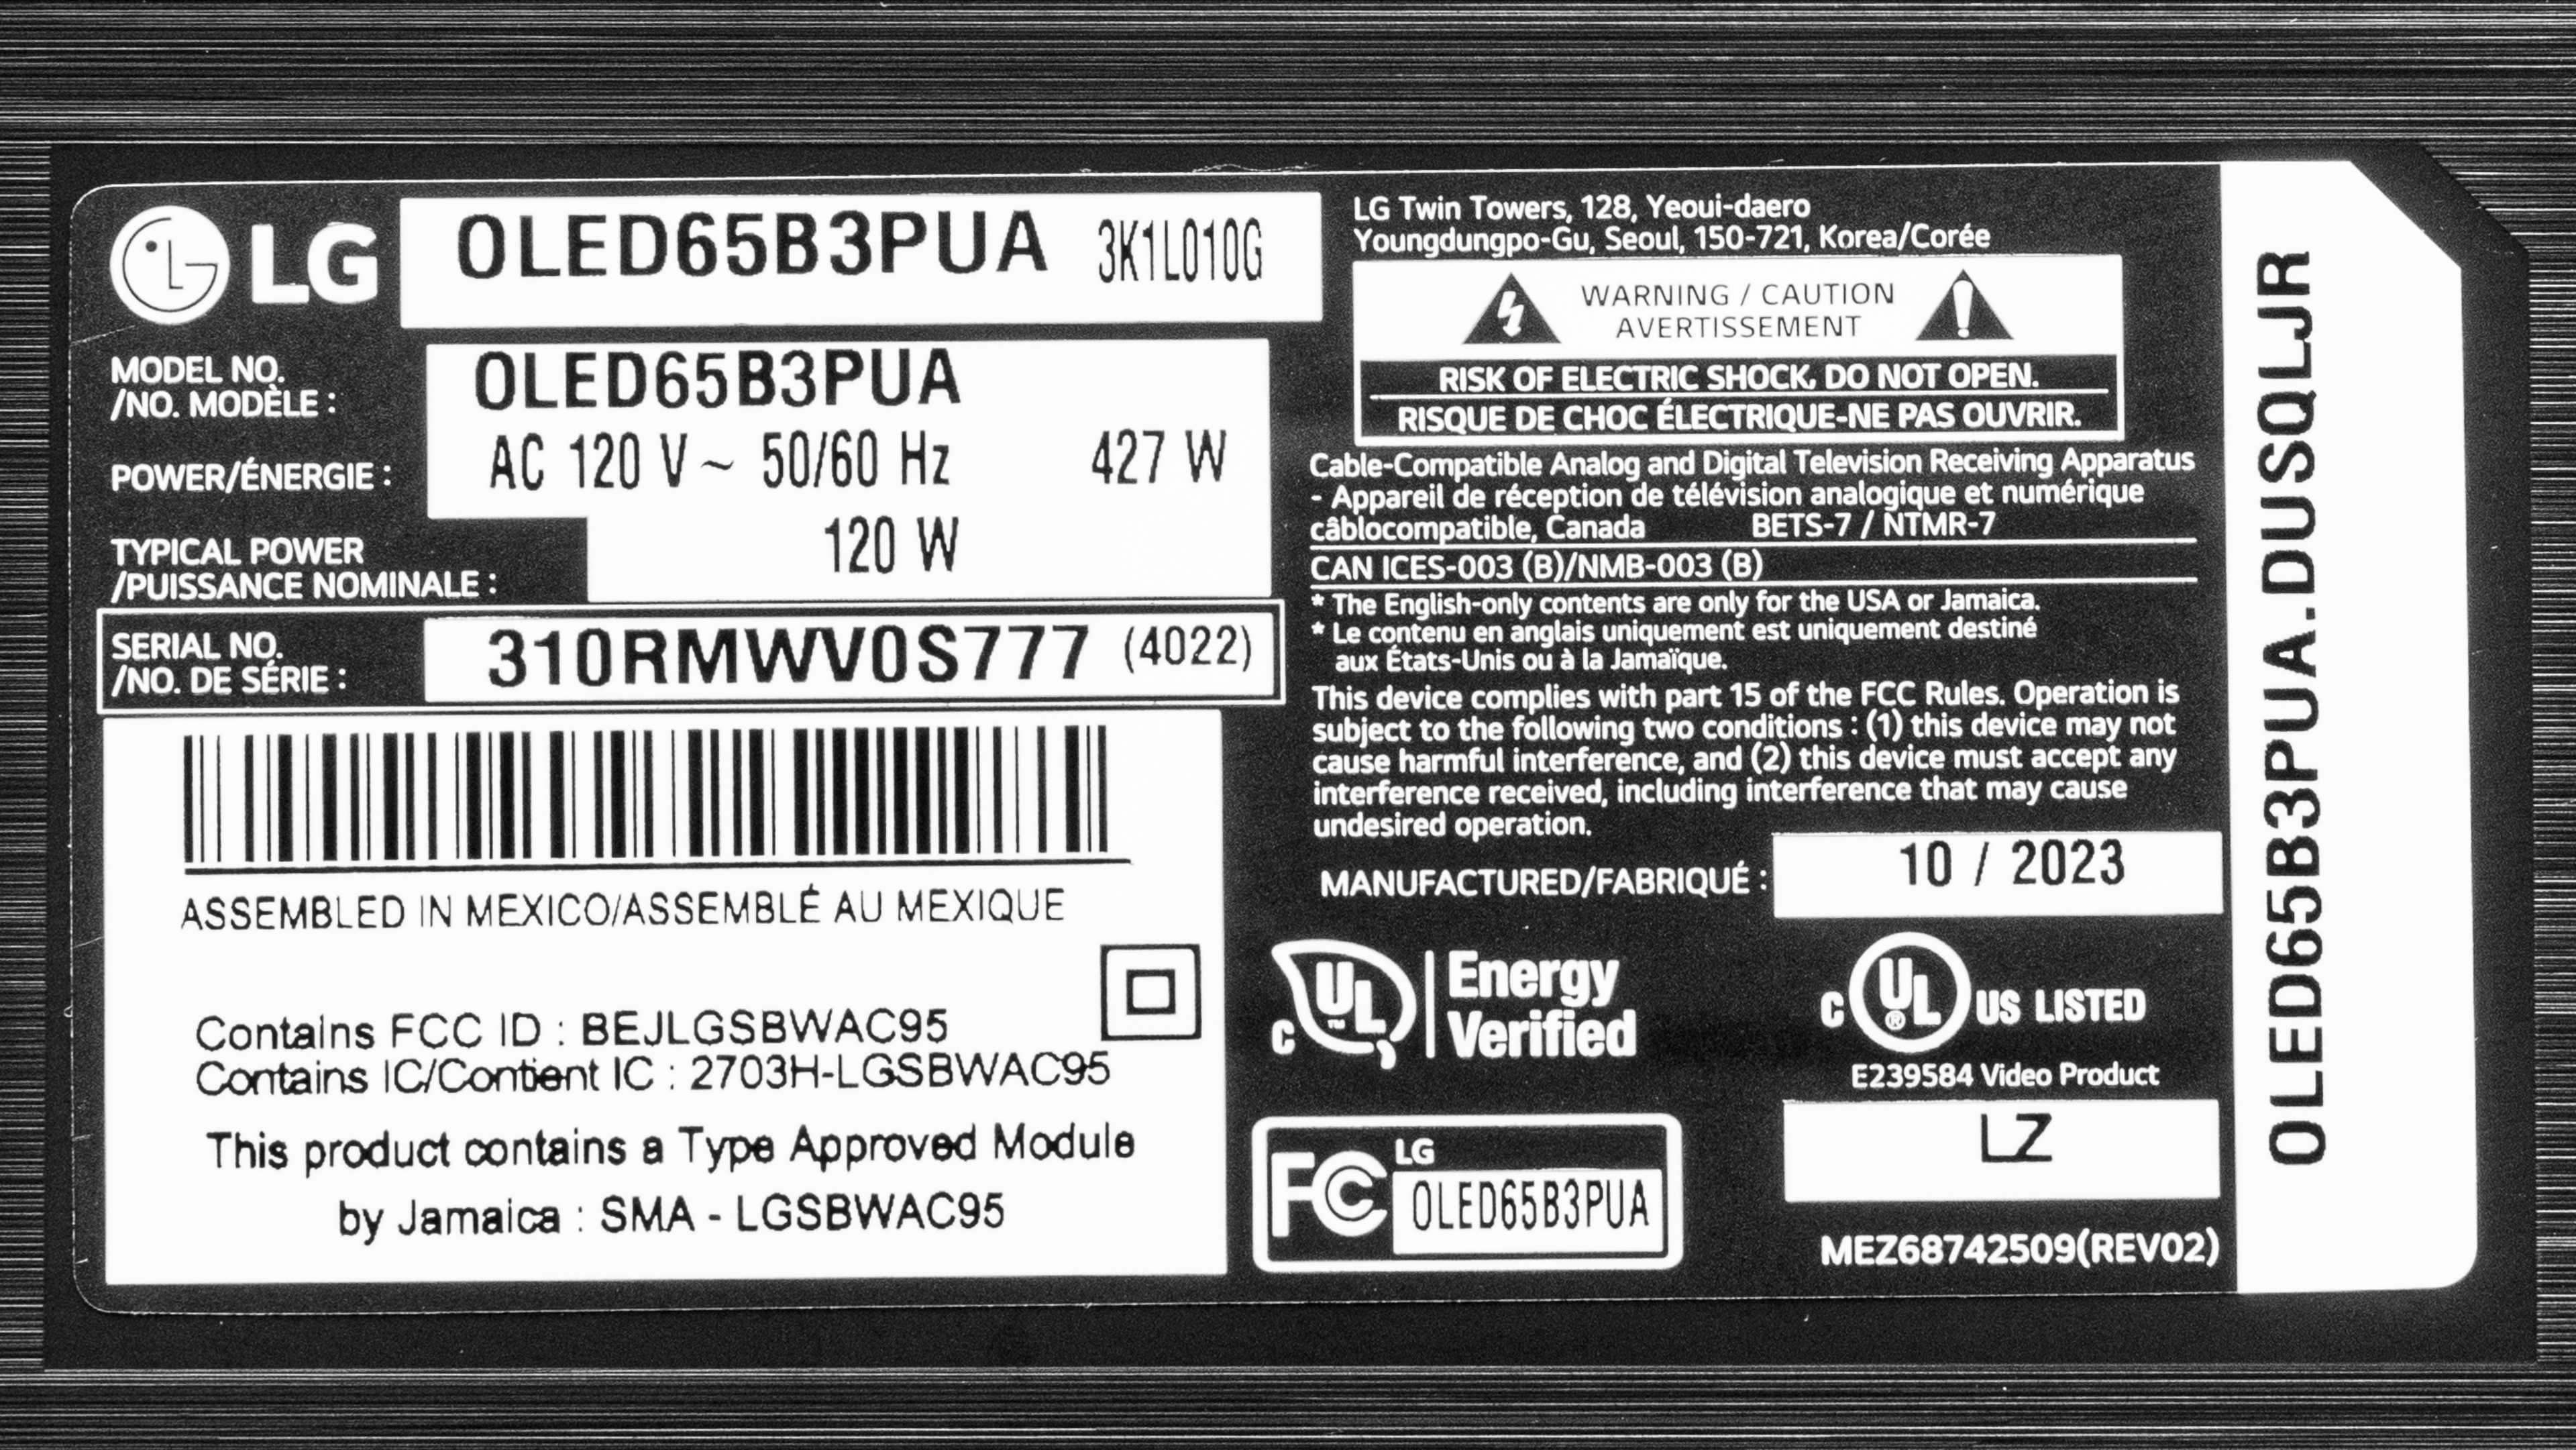 LG OLED65B3PUA 3K1L010G
MODEL NO.
/NO. MODÈLE :
OLED65B3PUA
POWER/ÉNERGIE : AC 120 V ~ 50/60 Hz 427 W
TYPICAL POWER
/PUISSANCE NOMINALE :
120 W
SERIAL NO.
/NO. DE SÉRIE :
310RMWV0S777 (4022)
ASSEMBLED IN MEXICO/ASSEMBLÉ AU MEXIQUE
Contains FCC ID : BEJLGSBWAC95
Contains IC/Contient IC : 2703H-LGSBWAC95
This product contains a Type Approved Module
by Jamaica : SMA - LGSBWAC95
LG Twin Towers, 128, Yeoui-daero
Youngdungpo-Gu, Seoul, 150-721, Korea/Corée
WARNING / CAUTION
AVERTISSEMENT
RISK OF ELECTRIC SHOCK, DO NOT OPEN.
RISQUE DE CHOC ÉLECTRIQUE-NE PAS OUVRIR.
Cable-Compatible Analog and Digital Television Receiving Apparatus
- Appareil de réception de télévision analogique et numérique
câblocompatible, Canada BETS-7 / NTMR-7
CAN ICES-003 (B)/NMB-003 (B)
* The English-only contents are only for the USA or Jamaica.
* Le contenu en anglais uniquement est uniquement destiné
aux États-Unis ou à la Jamaïque.
This device complies with part 15 of the FCC Rules. Operation is
subject to the following two conditions : (1) this device may not
cause harmful interference, and (2) this device must accept any
interference received, including interference that may cause
undesired operation.
MANUFACTURED/FABRIQUÉ : 10 / 2023
C UL ™ Energy
Verified
C UL ® US LISTED
E239584 Video Product
FC LG
OLED65B3PUA
LZ
MEZ68742509(REV02)
OLED65B3PUA.DUSQLJR